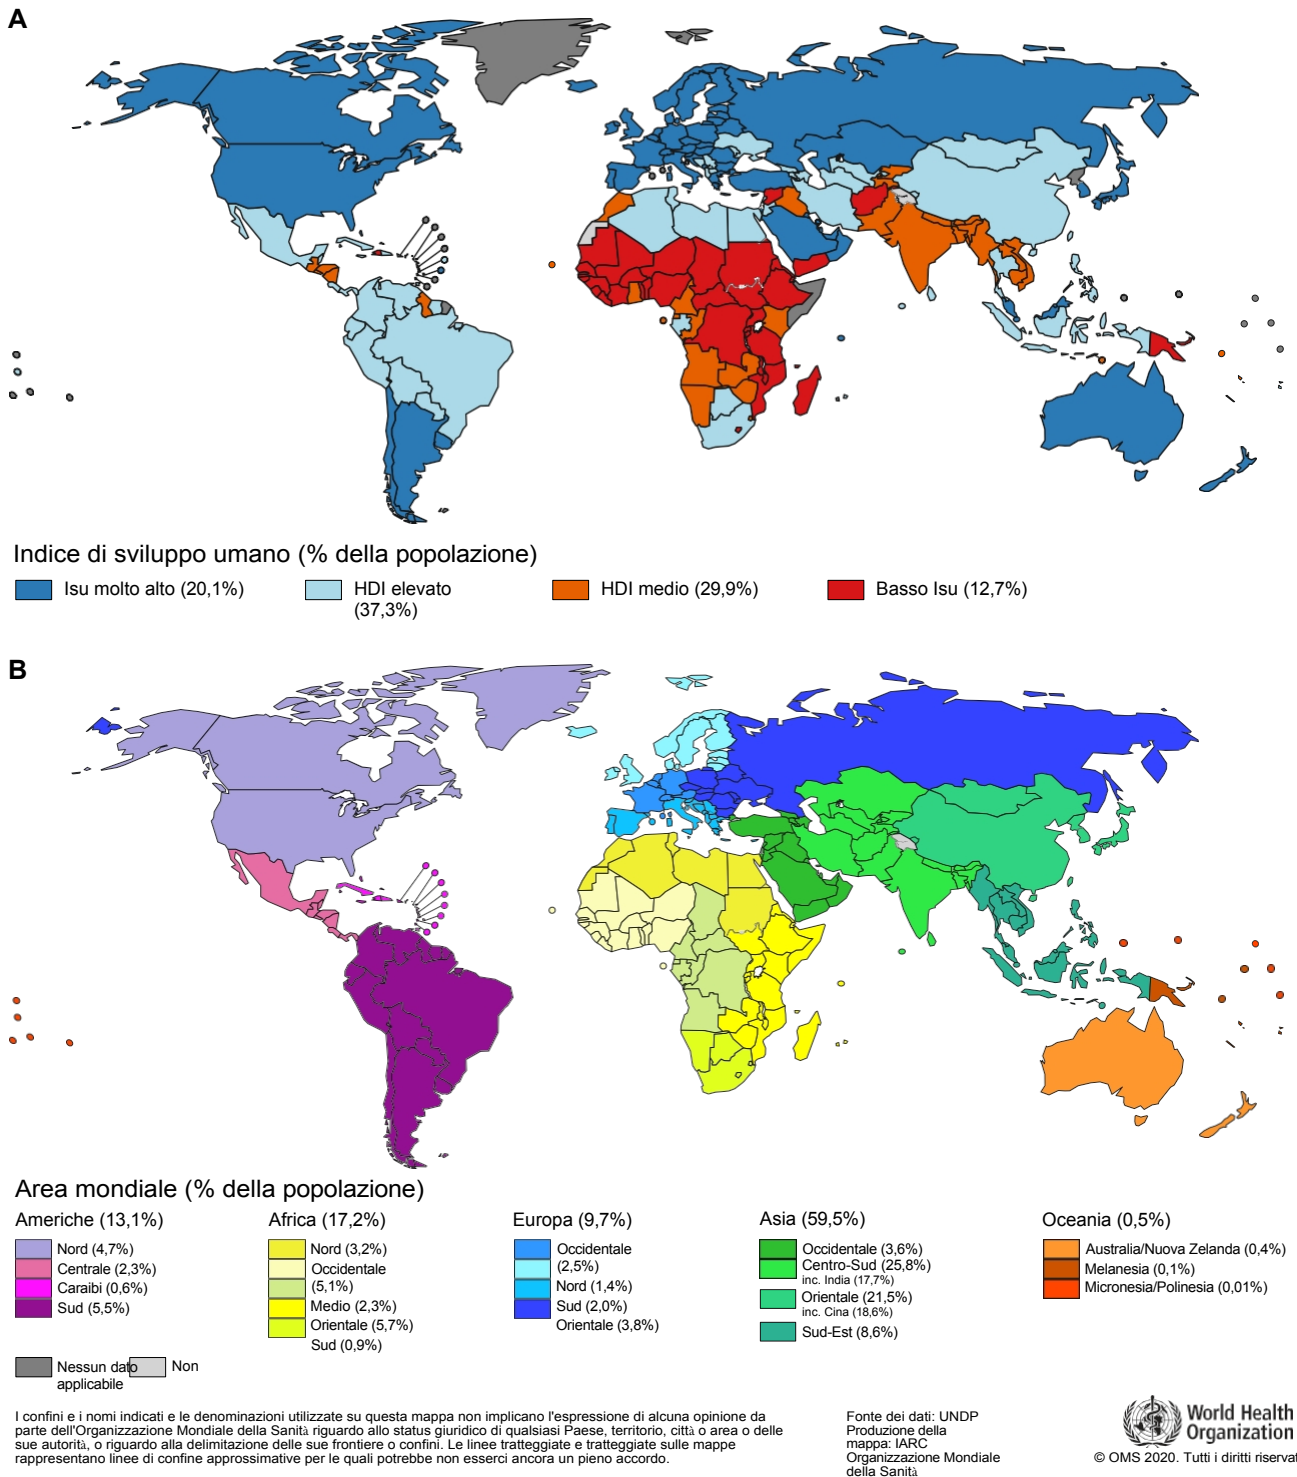 A
Indice di sviluppo umano (% della popolazione)
Isu molto alto (20,1%)
HDI elevato
(37,3%)
HDI medio (29,9%)
Basso Isu (12,7%)
B
Area mondiale (% della popolazione)
Americhe (13,1%)
Nord (4,7%)
Centrale (2,3%)
Caraibi (0,6%)
Sud (5,5%)
Africa (17,2%)
Nord (3,2%)
Occidentale
(5,1%)
Medio (2,3%)
Orientale (5,7%)
Sud (0,9%)
Europa (9,7%)
Occidentale
(2,5%)
Nord (1,4%)
Sud (2,0%)
Orientale (3,8%)
Asia (59,5%)
Occidentale (3,6%)
Centro-Sud (25,8%)
inc. India (17,7%)
Orientale (21,5%)
inc. Cina (18,6%)
Sud-Est (8,6%)
Oceania (0,5%)
Australia/Nuova Zelanda (0,4%)
Melanesia (0,1%)
Micronesia/Polinesia (0,01%)
Nessun dato
applicabile
Non
I confini e i nomi indicati e le denominazioni utilizzate su questa mappa non implicano l'espressione di alcuna opinione da
parte dell'Organizzazione Mondiale della Sanità riguardo allo status giuridico di qualsiasi Paese, territorio, città o area o delle
sue autorità, o riguardo alla delimitazione delle sue frontiere o confini. Le linee tratteggiate e tratteggiate sulle mappe
rappresentano linee di confine approssimative per le quali potrebbe non esserci ancora un pieno accordo.
Fonte dei dati: UNDP
Produzione della
mappa: IARC
Organizzazione Mondiale
della Sanità
World Health
Organization
© OMS 2020. Tutti i diritti riservat